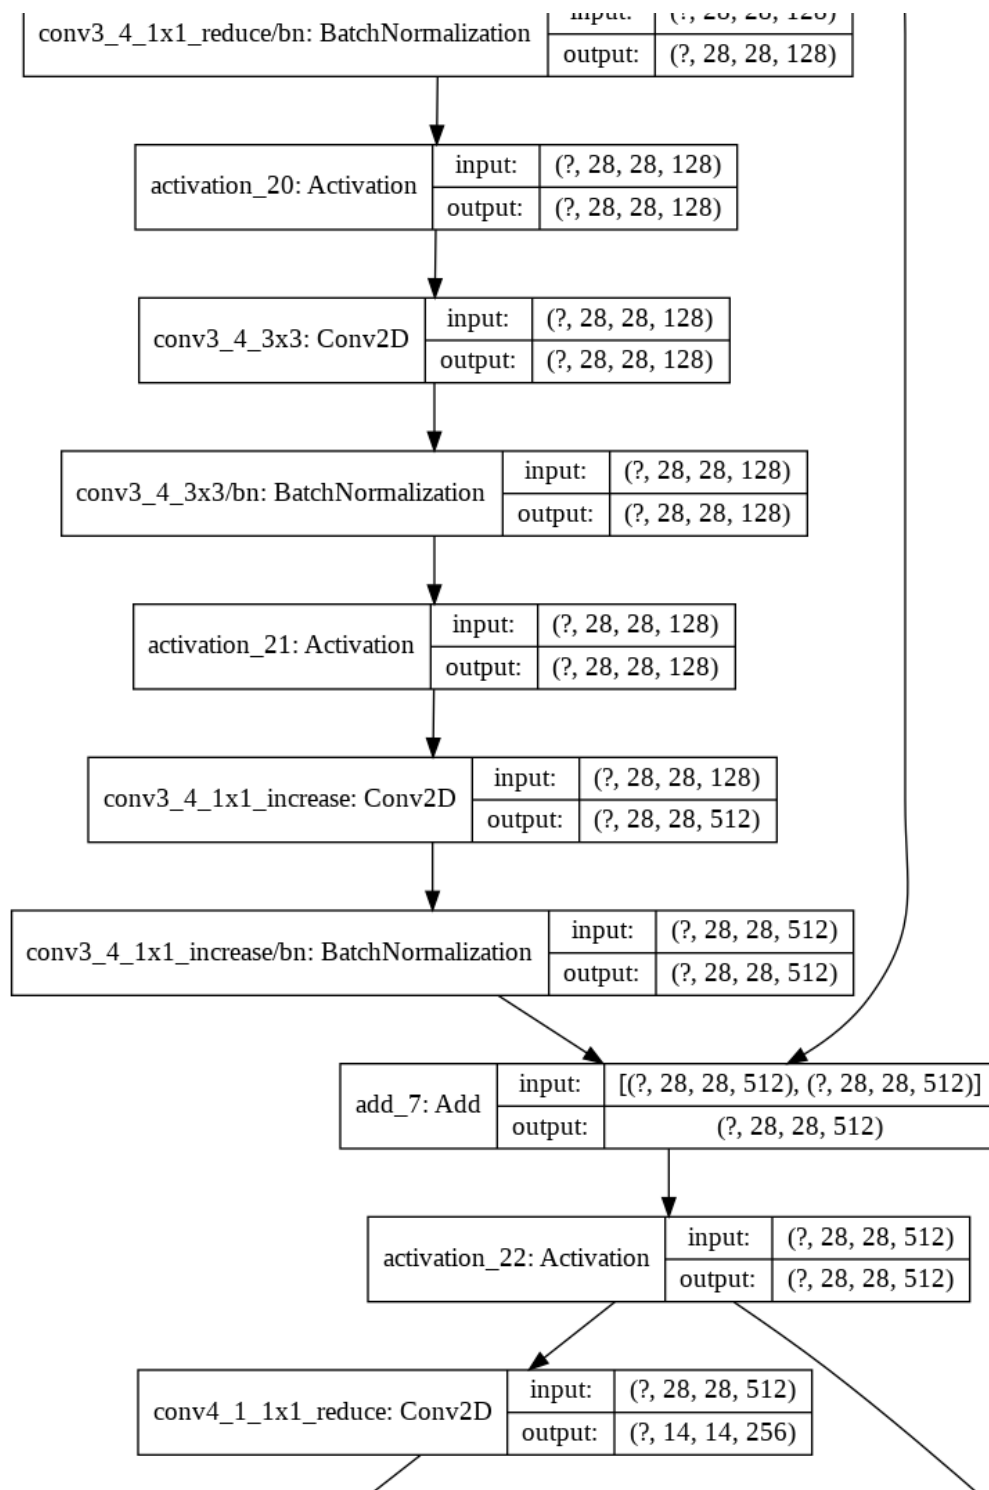 conv3_4_1x1_reduce/bn: BatchNormalization
input: (?, 28, 28, 128)
output: (?, 28, 28, 128)
activation_20: Activation
input: (?, 28, 28, 128)
output: (?, 28, 28, 128)
conv3_4_3x3: Conv2D
input: (?, 28, 28, 128)
output: (?, 28, 28, 128)
conv3_4_3x3/bn: BatchNormalization
input: (?, 28, 28, 128)
output: (?, 28, 28, 128)
activation_21: Activation
input: (?, 28, 28, 128)
output: (?, 28, 28, 128)
conv3_4_1x1_increase: Conv2D
input: (?, 28, 28, 128)
output: (?, 28, 28, 512)
conv3_4_1x1_increase/bn: BatchNormalization
input: (?, 28, 28, 512)
output: (?, 28, 28, 512)
add_7: Add
input: [(?, 28, 28, 512), (?, 28, 28, 512)]
output: (?, 28, 28, 512)
activation_22: Activation
input: (?, 28, 28, 512)
output: (?, 28, 28, 512)
conv4_1_1x1_reduce: Conv2D
input: (?, 28, 28, 512)
output: (?, 14, 14, 256)